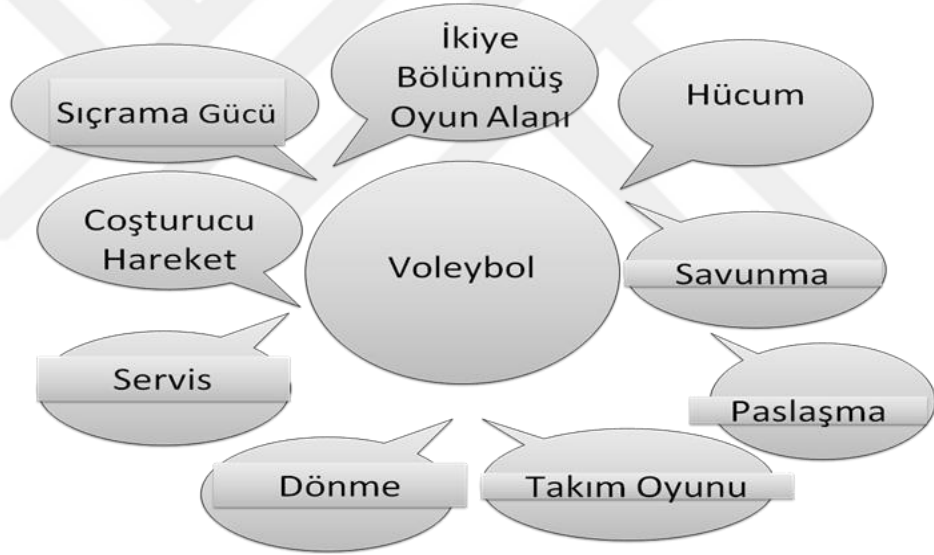 İkiye
Bölünmüş
Oyun Alanı
Sıçrama Gücü
Hücum
Coşturucu
Hareket
Voleybol
Savunma
Servis
Paslaşma
Dönme
Takım Oyunu